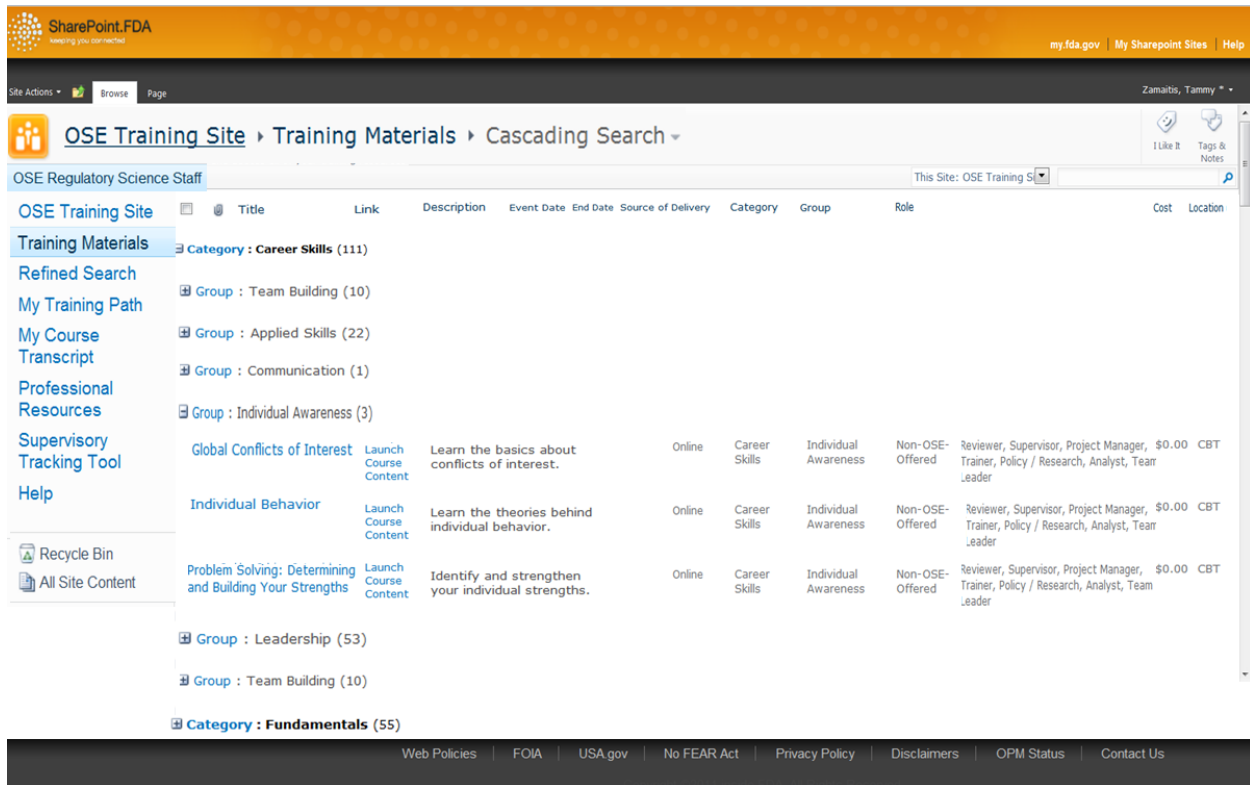 SharePoint.FDA
keeping you connected
my.fda.gov | My Sharepoint Sites | Help
Site Actions Browse Page Zamaitis, Tammy *
OSE Training Site › Training Materials › Cascading Search
I Like It Tags & Notes
OSE Regulatory Science Staff This Site: OSE Training Si
OSE Training Site
Training Materials
Refined Search
My Training Path
My Course
Transcript
Professional
Resources
Supervisory
Tracking Tool
Help
Recycle Bin
All Site Content
Title Link Description Event Date End Date Source of Delivery Category Group Role Cost Location
Category : Career Skills (111)
Group : Team Building (10)
Group : Applied Skills (22)
Group : Communication (1)
Group : Individual Awareness (3)
Global Conflicts of Interest Launch Learn the basics about Online Career Individual Non-OSE- Reviewer, Supervisor, Project Manager, $0.00 CBT
Course conflicts of interest. Skills Awareness Offered Trainer, Policy / Research, Analyst, Team
Content Leader
Individual Behavior Launch Learn the theories behind Online Career Individual Non-OSE- Reviewer, Supervisor, Project Manager, $0.00 CBT
Course individual behavior. Skills Awareness Offered Trainer, Policy / Research, Analyst, Team
Content Leader
Problem Solving: Determining Launch Identify and strengthen Online Career Individual Non-OSE- Reviewer, Supervisor, Project Manager, $0.00 CBT
and Building Your Strengths Course your individual strengths. Skills Awareness Offered Trainer, Policy / Research, Analyst, Team
Content Leader
Group : Leadership (53)
Group : Team Building (10)
Category : Fundamentals (55)
Web Policies | FOIA | USA.gov | No FEAR Act | Privacy Policy | Disclaimers | OPM Status | Contact Us